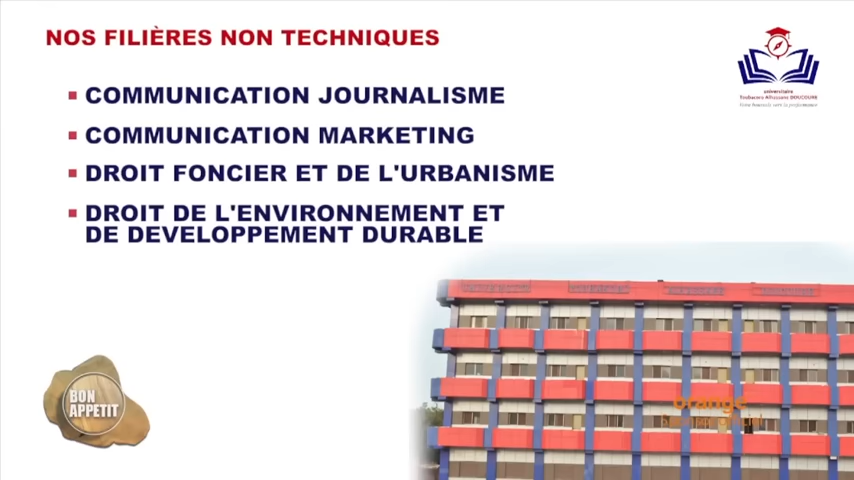 NOS FILIÈRES NON TECHNIQUES
COMMUNICATION JOURNALISME
COMMUNICATION MARKETING
DROIT FONCIER ET DE L'URBANISME
DROIT DE L'ENVIRONNEMENT ET
DE DEVELOPPEMENT DURABLE
universitaire
BON
APPETIT
orange